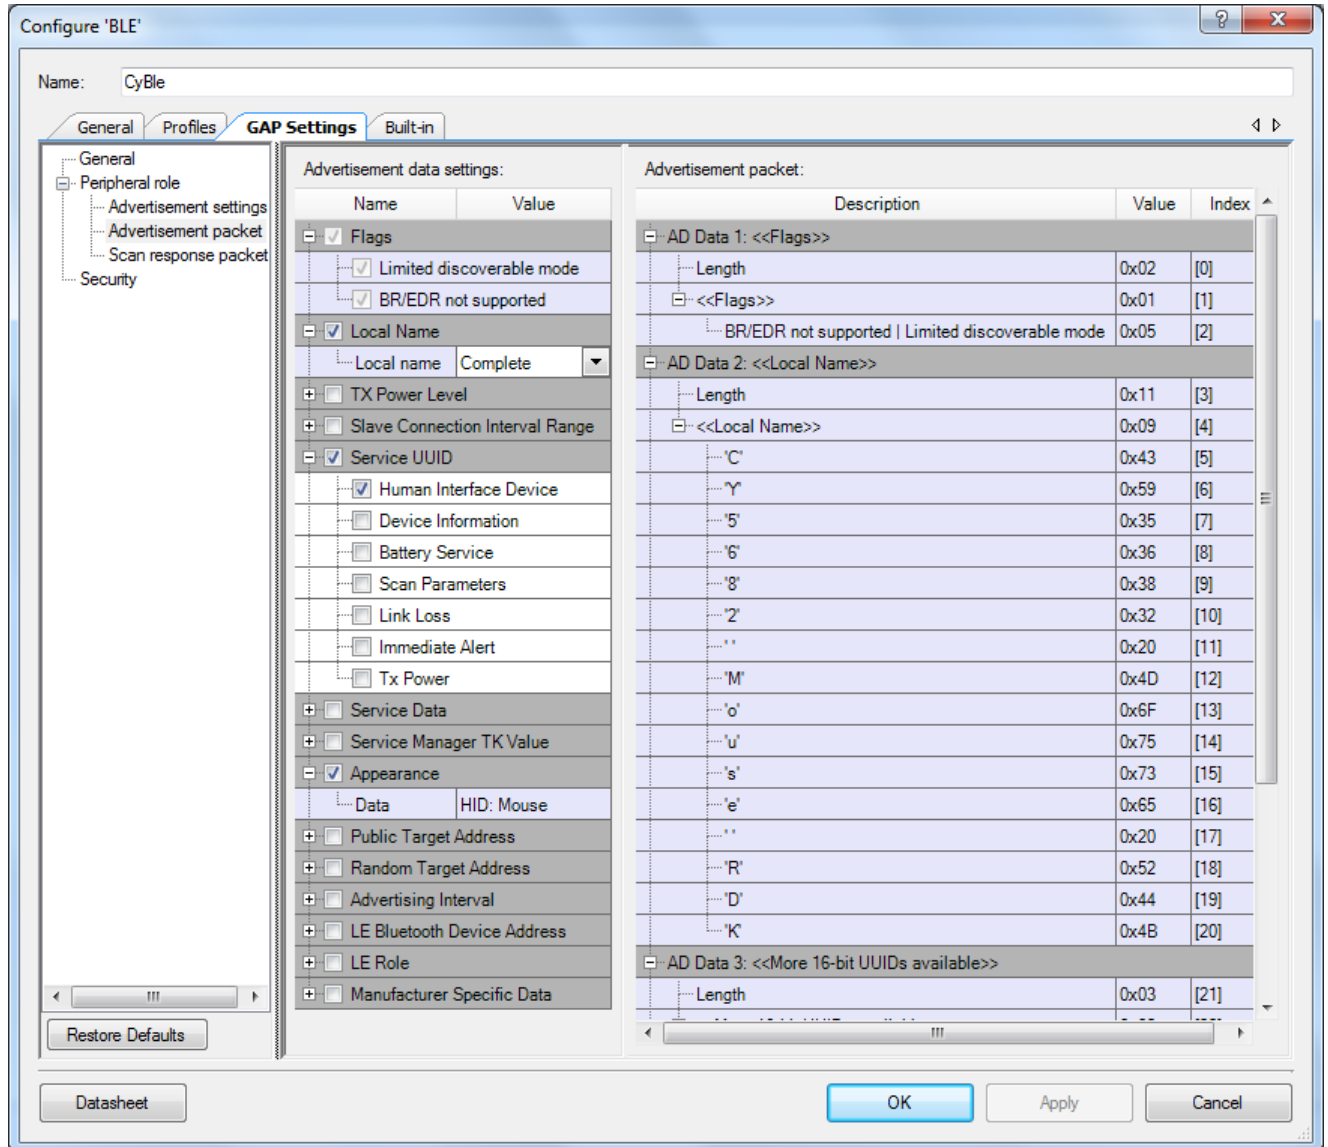 Configure 'BLE'
Name: CyBle
General Profiles GAP Settings Built-in
General
Peripheral role
Advertisement settings
Advertisement packet
Scan response packet
Security
Restore Defaults
Advertisement data settings:
Name Value
Flags
Limited discoverable mode
BR/EDR not supported
Local Name
Local name Complete
TX Power Level
Slave Connection Interval Range
Service UUID
Human Interface Device
Device Information
Battery Service
Scan Parameters
Link Loss
Immediate Alert
Tx Power
Service Data
Service Manager TK Value
Appearance
Data HID: Mouse
Public Target Address
Random Target Address
Advertising Interval
LE Bluetooth Device Address
LE Role
Manufacturer Specific Data
Advertisement packet:
Description Value Index
AD Data 1: <<Flags>>
Length 0x02 [0]
<<Flags>> 0x01 [1]
BR/EDR not supported | Limited discoverable mode 0x05 [2]
AD Data 2: <<Local Name>>
Length 0x11 [3]
<<Local Name>> 0x09 [4]
'C' 0x43 [5]
'Y' 0x59 [6]
'5' 0x35 [7]
'6' 0x36 [8]
'8' 0x38 [9]
'2' 0x32 [10]
' ' 0x20 [11]
'M' 0x4D [12]
'o' 0x6F [13]
'u' 0x75 [14]
's' 0x73 [15]
'e' 0x65 [16]
' ' 0x20 [17]
'R' 0x52 [18]
'D' 0x44 [19]
'K' 0x4B [20]
AD Data 3: <<More 16-bit UUIDs available>>
Length 0x03 [21]
Datasheet OK Apply Cancel